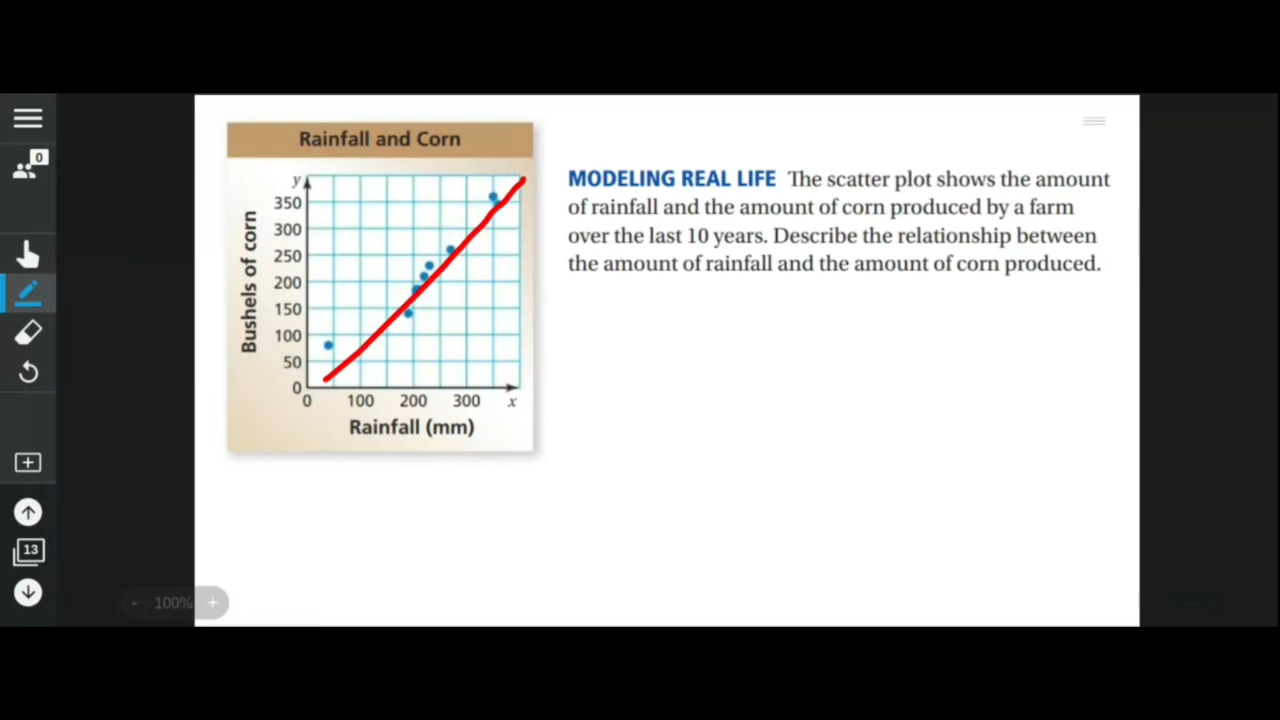 0
Rainfall and Corn
y
350
300
250
200
150
100
50
0
0 100 200 300 x
Rainfall (mm)
Bushels of corn
MODELING REAL LIFE The scatter plot shows the amount
of rainfall and the amount of corn produced by a farm
over the last 10 years. Describe the relationship between
the amount of rainfall and the amount of corn produced.
13
- 100% +